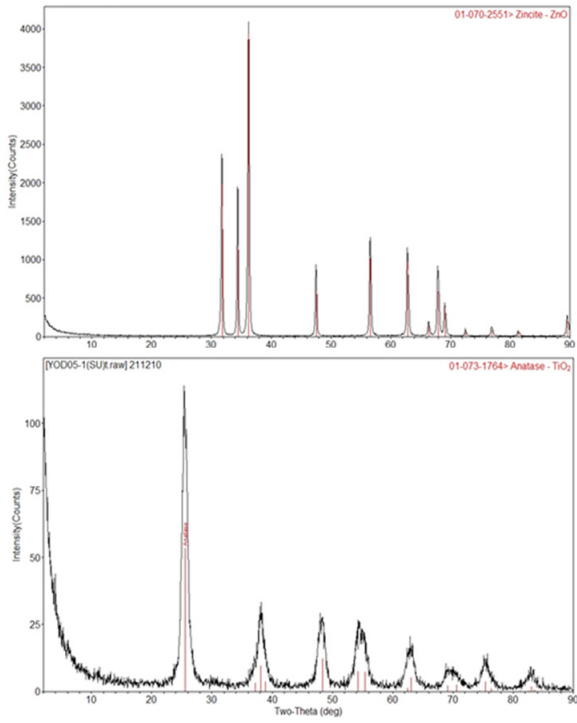 01-070-2551> Zincite - ZnO
Intensity(Counts)
4000
3500
3000
2500
2000
1500
1000
500
0
10 20 30 40 50 60 70 80 90
[YOD05-1(SU)t.raw] 211210
01-073-1764> Anatase - TiO₂
Intensity(Counts)
100
75
50
25
0
10 20 30 40 50 60 70 80 90
Two-Theta (deg)